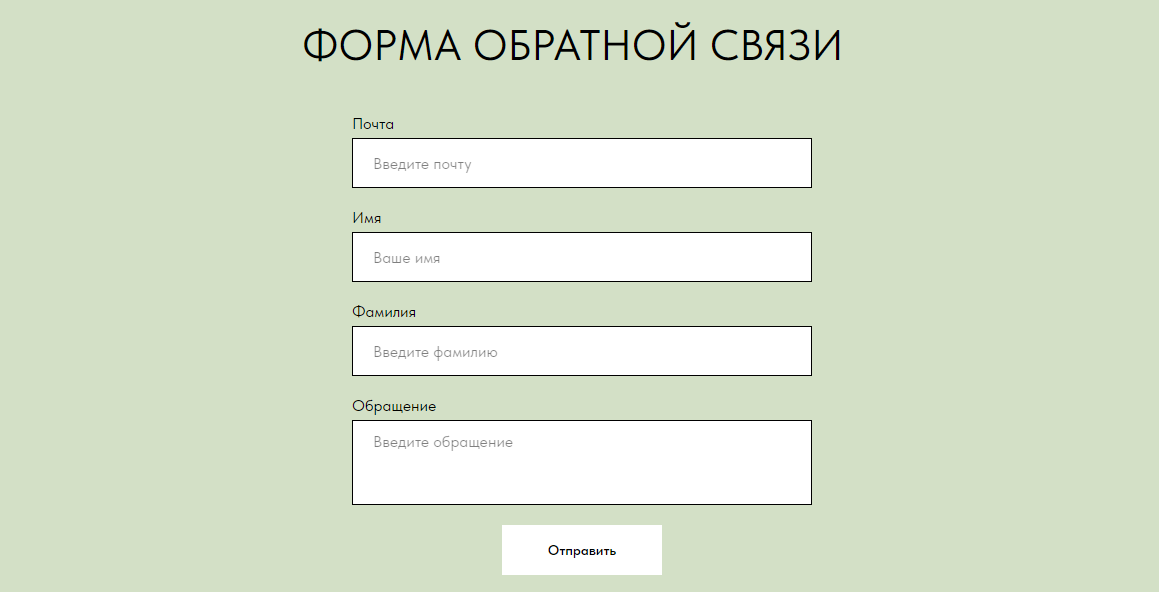 ФОРМА ОБРАТНОЙ СВЯЗИ
Почта
Введите почту
Имя
Ваше имя
Фамилия
Введите фамилию
Обращение
Введите обращение
Отправить